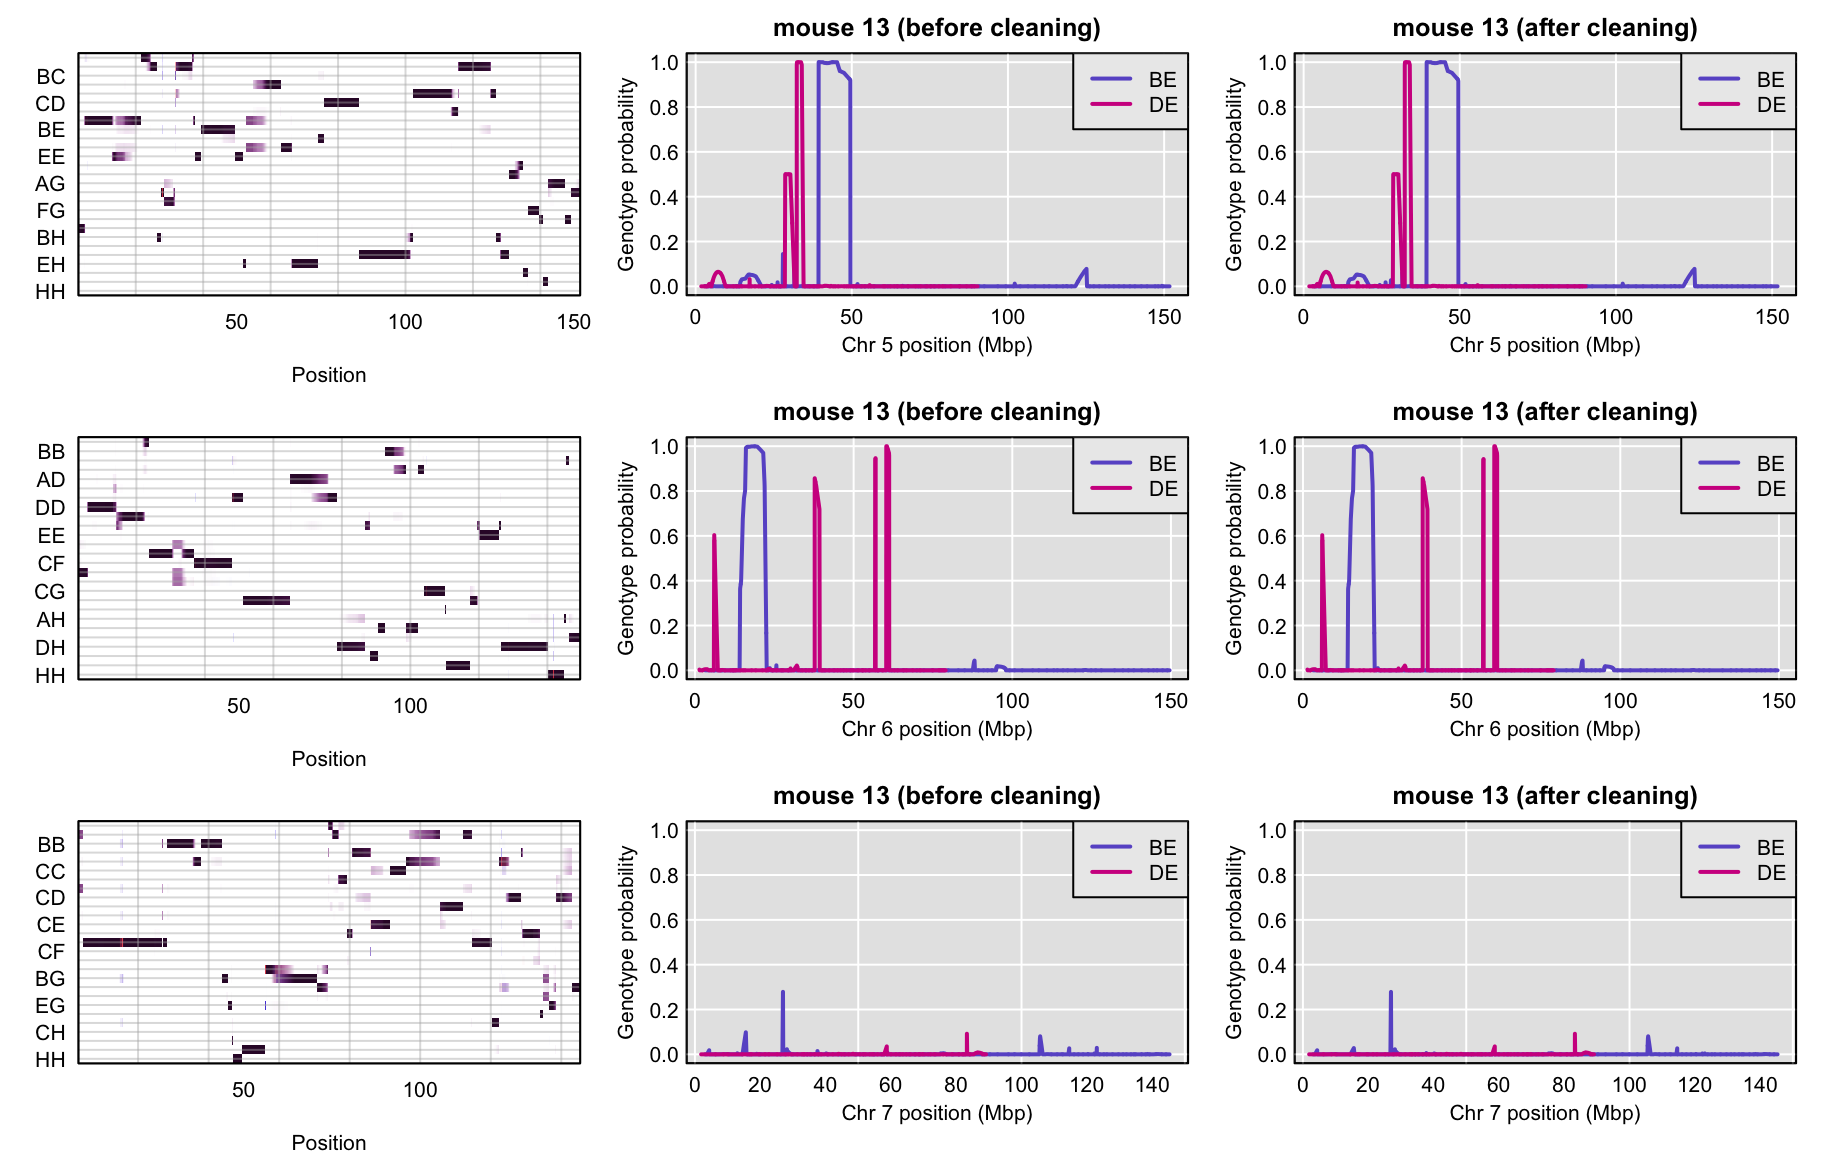 BC
CD
BE
EE
AG
FG
BH
EH
HH
50 100 150
Position
mouse 13 (before cleaning)
Genotype probability
1.0
0.8
0.6
0.4
0.2
0.0
BE
DE
0 50 100 150
Chr 5 position (Mbp)
mouse 13 (after cleaning)
Genotype probability
1.0
0.8
0.6
0.4
0.2
0.0
BE
DE
0 50 100 150
Chr 5 position (Mbp)
BB
AD
DD
EE
CF
CG
AH
DH
HH
50 100
Position
mouse 13 (before cleaning)
Genotype probability
1.0
0.8
0.6
0.4
0.2
0.0
BE
DE
0 50 100 150
Chr 6 position (Mbp)
mouse 13 (after cleaning)
Genotype probability
1.0
0.8
0.6
0.4
0.2
0.0
BE
DE
0 50 100 150
Chr 6 position (Mbp)
BB
CC
CD
CE
CF
BG
EG
CH
HH
50 100
Position
mouse 13 (before cleaning)
Genotype probability
1.0
0.8
0.6
0.4
0.2
0.0
BE
DE
0 20 40 60 80 100 120 140
Chr 7 position (Mbp)
mouse 13 (after cleaning)
Genotype probability
1.0
0.8
0.6
0.4
0.2
0.0
BE
DE
0 20 40 60 80 100 120 140
Chr 7 position (Mbp)